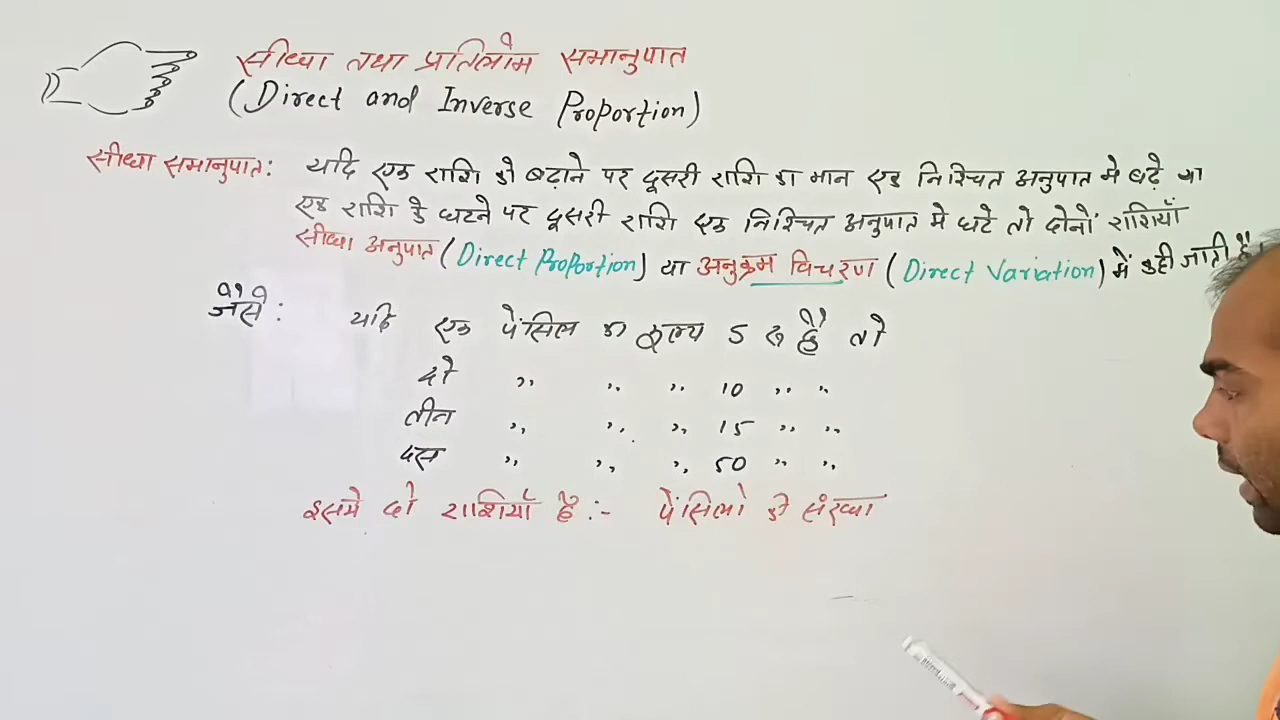 सीधा तथा प्रतिलोम समानुपात
(Direct and Inverse Proportion)
सीधा समानुपात: यदि एक राशि को बढ़ाने पर दूसरी राशि का मान एक निश्चित अनुपात मे बढ़े या
एक राशि के घटने पर दूसरी राशि एक निश्चित अनुपात मे घटे तो दोनों राशियाँ
सीधा अनुपात (Direct Proportion) या अनुक्रम विचरण (Direct Variation) में कही जाती है।
जैसे: यदि एक पेंसिल का मूल्य 5 रु है तो
दो " " " 10 " "
तीन " " " 15 " "
दस " " " 50 " "
इसमे दो राशियाँ है :- पेंसिलो की संख्या